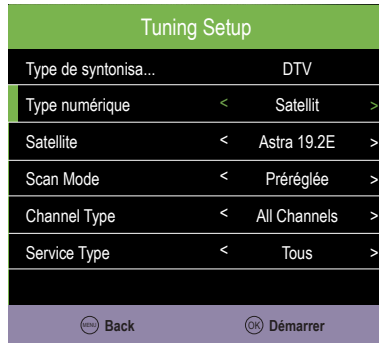 Tuning Setup
Type de syntonisa... DTV
Type numérique < Satellit >
Satellite < Astra 19.2E >
Scan Mode < Préréglée >
Channel Type < All Channels >
Service Type < Tous >
MENU Back OK Démarrer